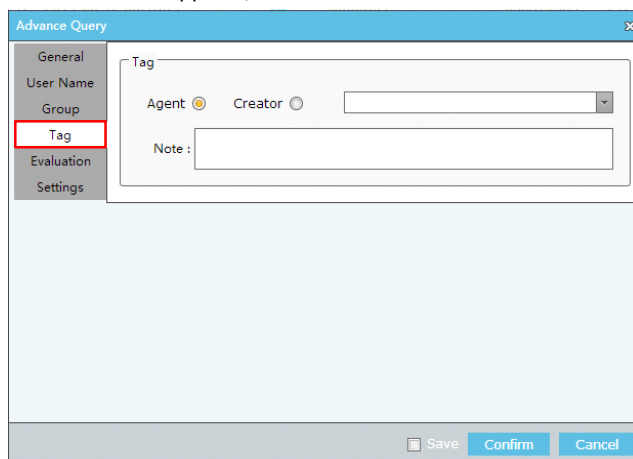 Advance Query
General
User Name
Group
Tag
Evaluation
Settings
Tag
Agent Creator
Note :
Save Confirm Cancel